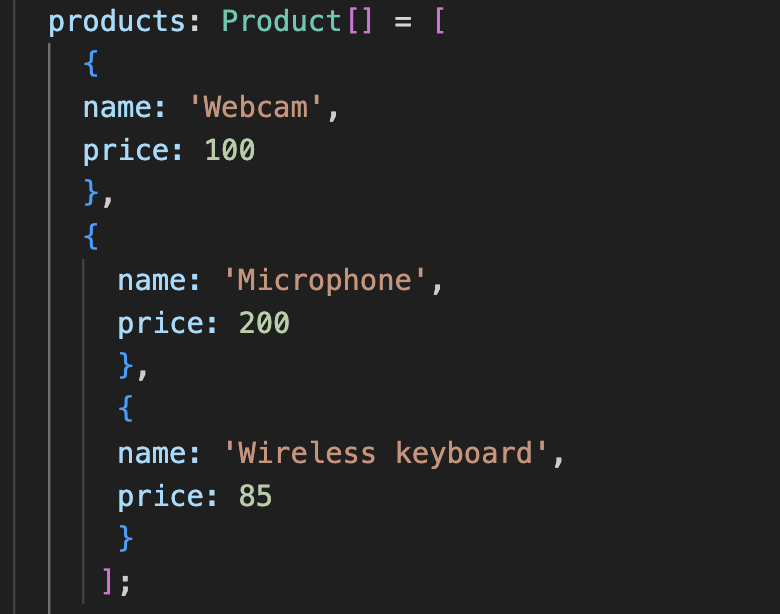 products: Product[] = [
{
name: 'Webcam',
price: 100
},
{
name: 'Microphone',
price: 200
},
{
name: 'Wireless keyboard',
price: 85
}
];